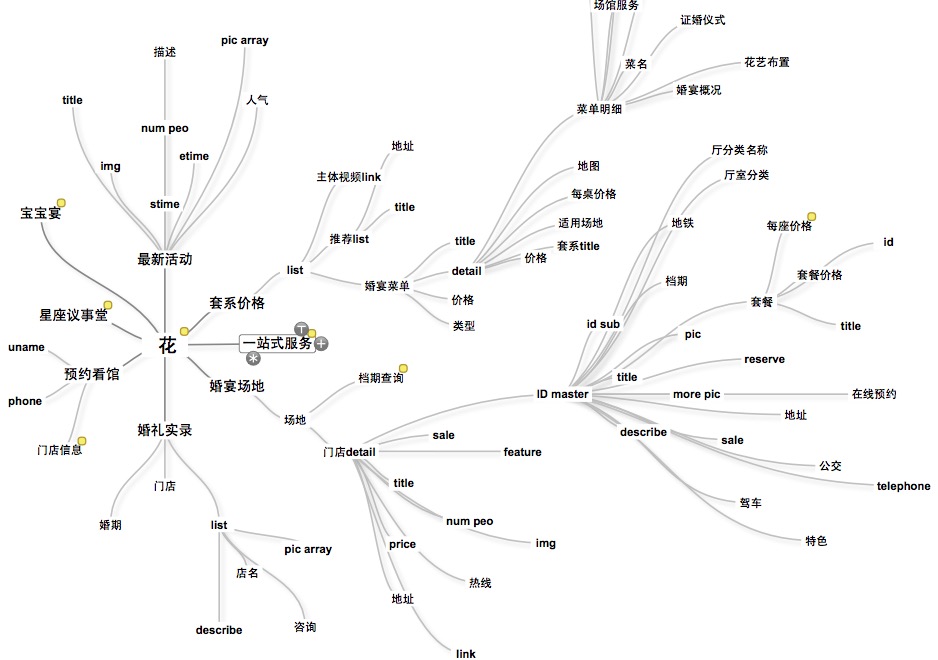 场馆服务
证婚仪式
pic array
描述
菜名
花艺布置
婚宴概况
title
人气
菜单明细
num peo
地址
厅分类名称
etime
img
地图
主体视频link
厅室分类
每桌价格
stime
title
宝宝宴
适用场地
地铁
每座价格
推荐list
title
套系title
id
最新活动
list
detail
价格
套餐价格
婚宴菜单
档期
套系价格
价格
套餐
星座议事堂
类型
id sub
title
花
一站式服务
pic
uname
reserve
预约看馆
婚宴场地
档期查询
title
phone
ID master
more pic
在线预约
场地
地址
婚礼实录
sale
describe
sale
门店信息
门店detail
feature
公交
门店
title
telephone
驾车
婚期
list
num peo
pic array
price
img
特色
店名
热线
地址
describe
咨询
link